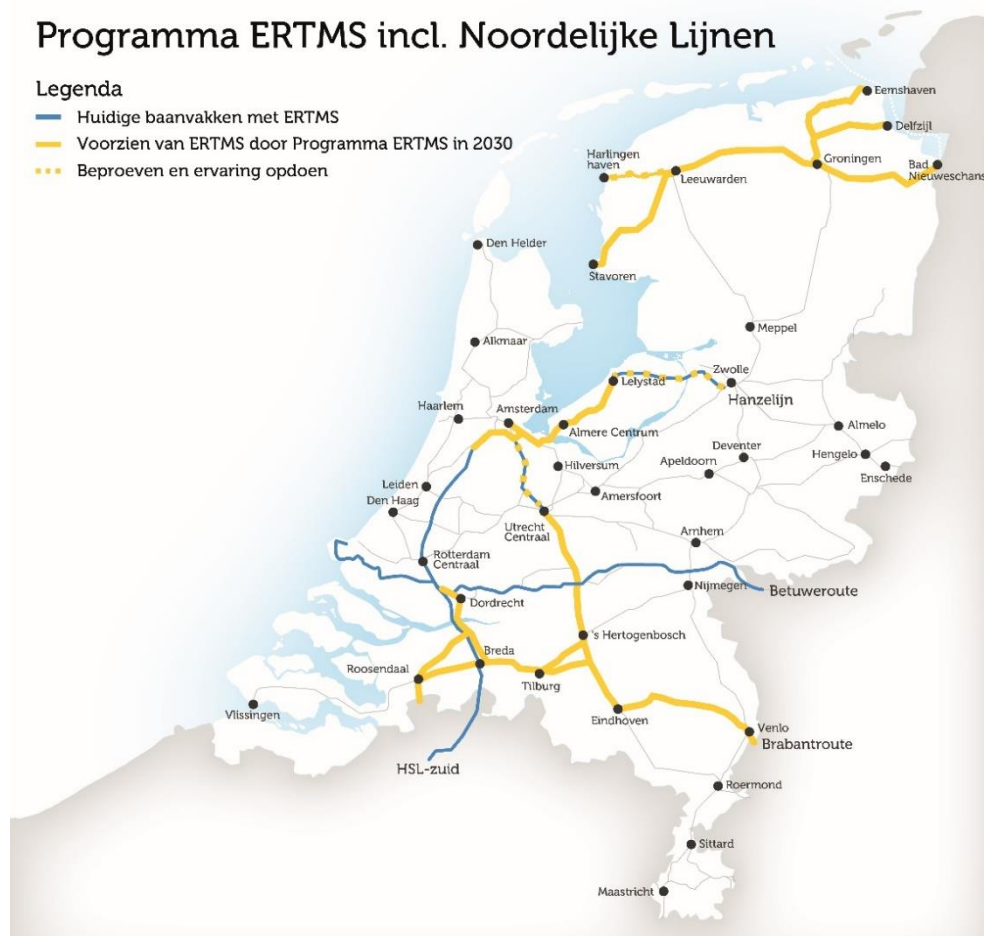 Programma ERTMS incl. Noordelijke Lijnen
Legenda
Huidige baanvakken met ERTMS
Voorzien van ERTMS door Programma ERTMS in 2030
Beproeven en ervaring opdoen
Eemshaven
Delfzijl
Harlingen
haven
Leeuwarden
Groningen
Bad
Nieuweschans
Den Helder
Stavoren
Meppel
Alkmaar
Zwolle
Lelystad
Hanzelijn
Haarlem
Amsterdam
Almere Centrum
Almelo
Deventer
Hengelo
Hilversum
Apeldoorn
Enschede
Leiden
Amersfoort
Den Haag
Utrecht
Centraal
Arnhem
Rotterdam
Centraal
Nijmegen
Betuweroute
Dordrecht
's Hertogenbosch
Breda
Roosendaal
Tilburg
Vlissingen
Eindhoven
Venlo
Brabantroute
HSL-zuid
Roermond
Sittard
Maastricht